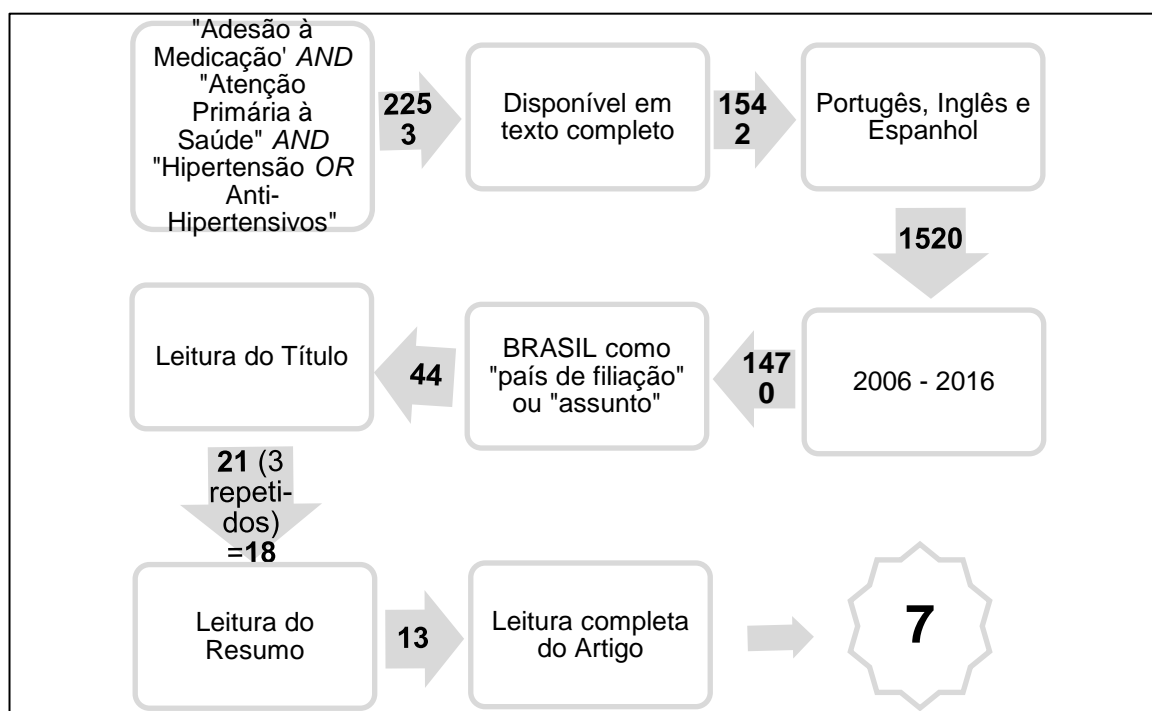 "Adesão à
Medicação' AND
"Atenção
Primária à
Saúde" AND
"Hipertensão OR
Anti-
Hipertensivos"
225
3
Disponível em
texto completo
154
2
Portugês, Inglês e
Espanhol
1520
2006 - 2016
147
0
BRASIL como
"país de filiação"
ou "assunto"
44
Leitura do Título
21 (3
repeti-
dos)
=18
Leitura do
Resumo
13
Leitura completa
do Artigo
7